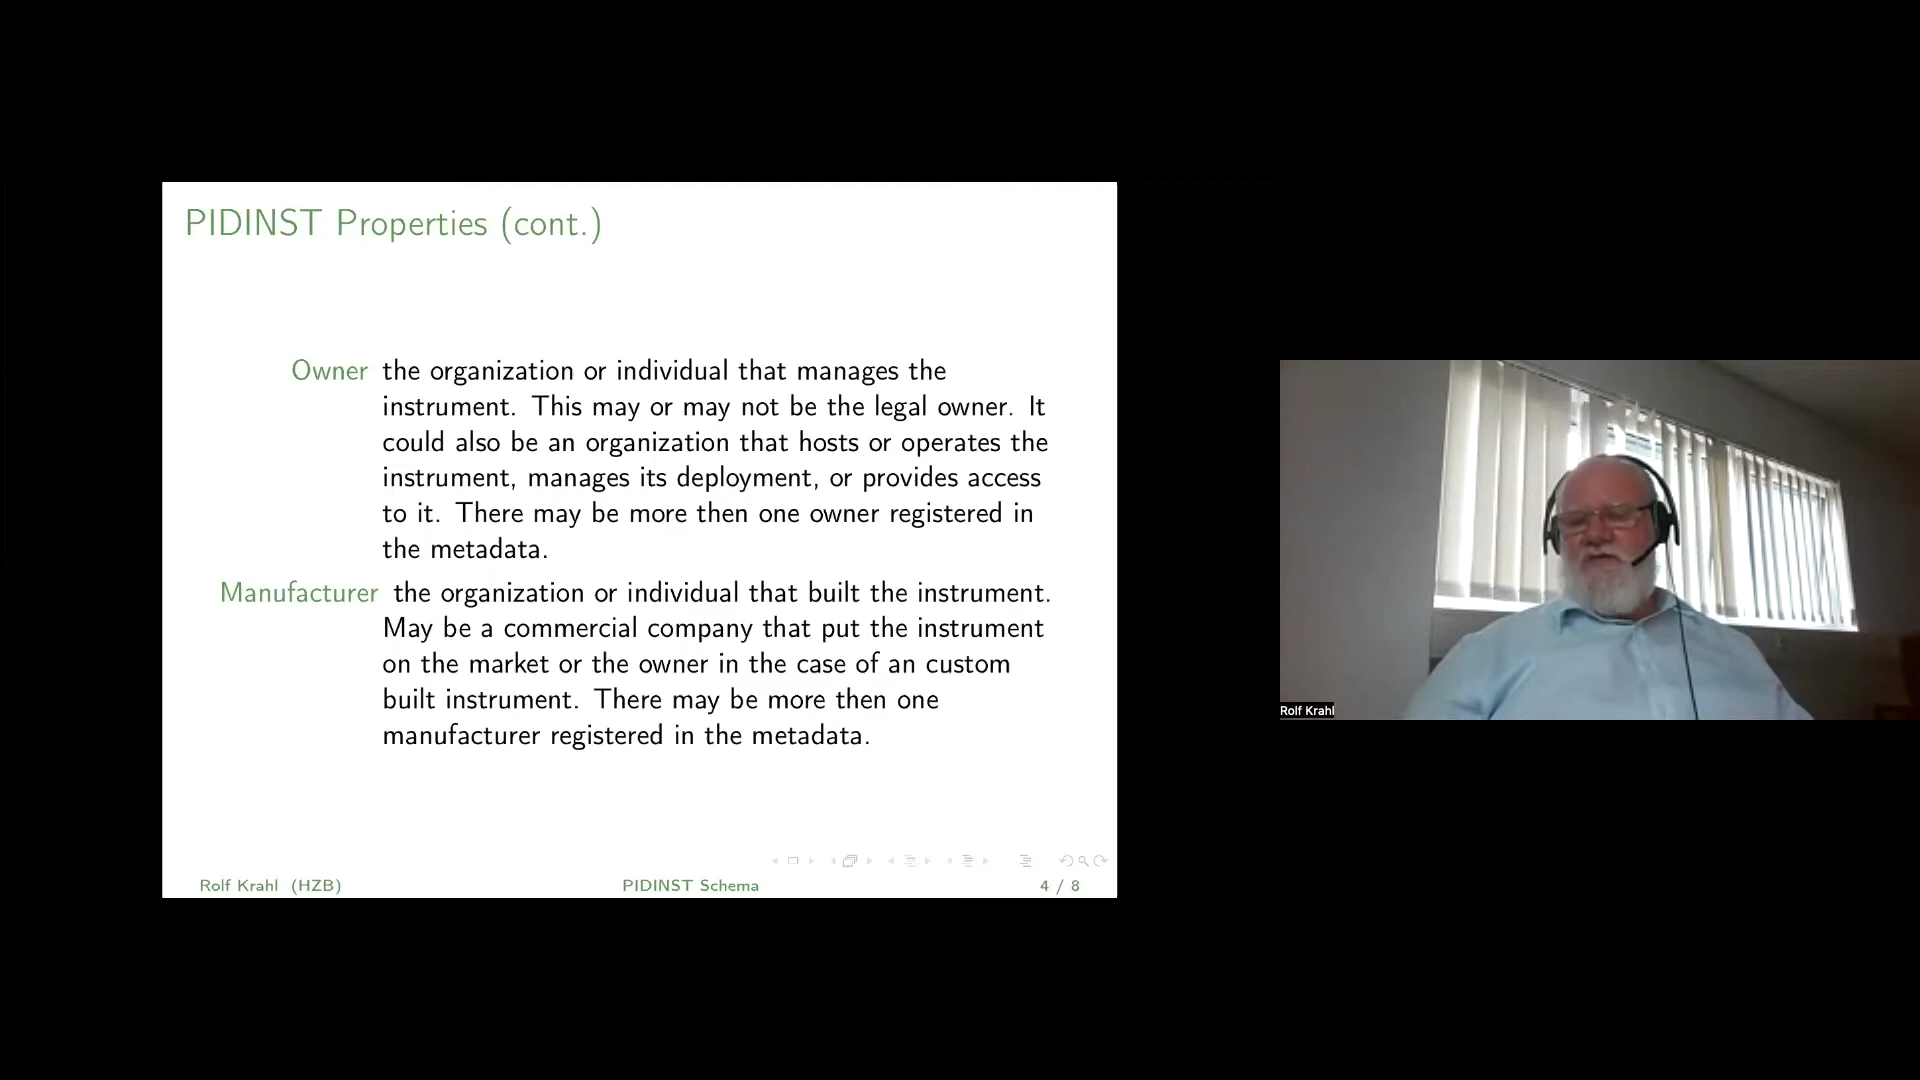 PIDINST Properties (cont.)
Owner the organization or individual that manages the
instrument. This may or may not be the legal owner. It
could also be an organization that hosts or operates the
instrument, manages its deployment, or provides access
to it. There may be more then one owner registered in
the metadata.
Manufacturer the organization or individual that built the instrument.
May be a commercial company that put the instrument
on the market or the owner in the case of an custom
built instrument. There may be more then one
manufacturer registered in the metadata.
Rolf Krahl (HZB) PIDINST Schema 4 / 8
Rolf Krahl